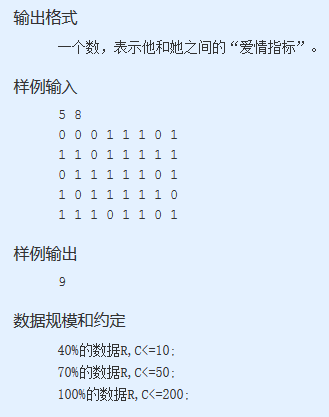 输出格式
一个数，表示他和她之间的“爱情指标”。
样例输入
5 8
0 0 0 1 1 1 0 1
1 1 0 1 1 1 1 1
0 1 1 1 1 1 0 1
1 0 1 1 1 1 1 0
1 1 1 0 1 1 0 1
样例输出
9
数据规模和约定
40%的数据R,C<=10;
70%的数据R,C<=50;
100%的数据R,C<=200;